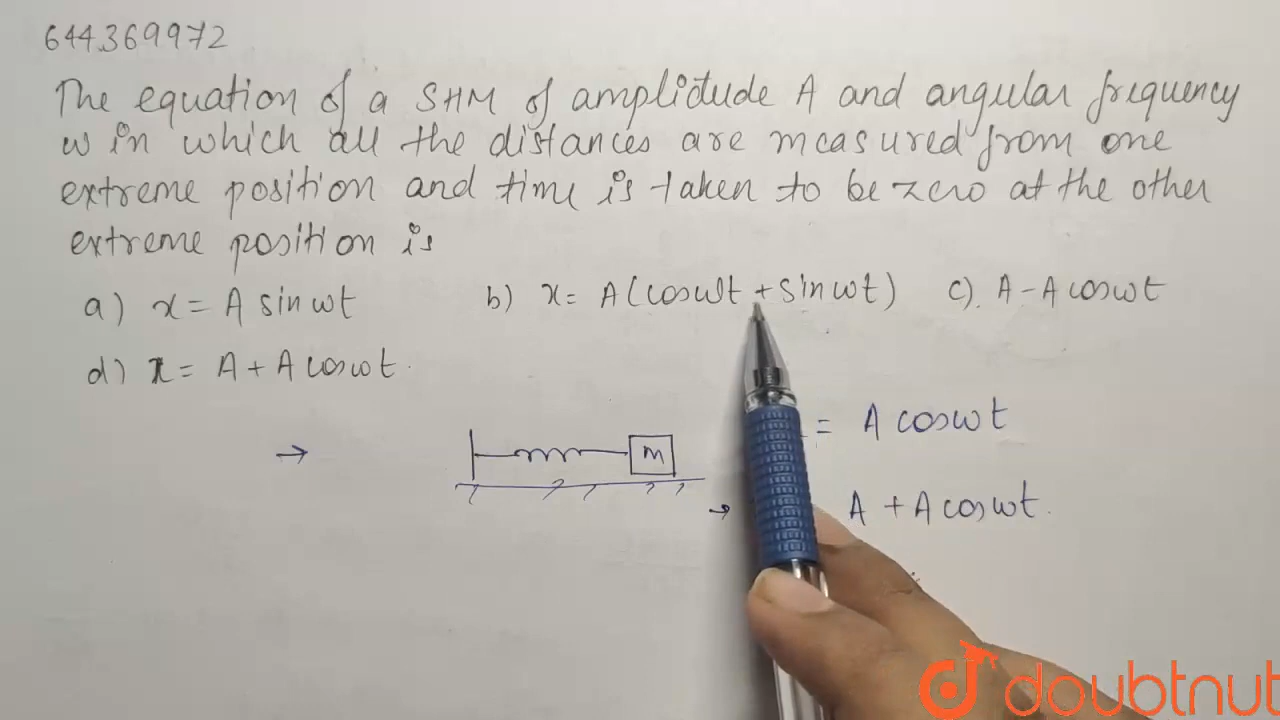 644369972
The equation of a SHM of amplictude A and angular frequency
ω in which all the distances are measured from one
extreme position and time is taken to be zero at the other
extreme position is
a) x = A sin ωt b) x = A (cos ωt + sin ωt) c). A - A cos ωt
d) x = A + A cos ωt.
= A cos ωt
m
→ A + A cos ωt.
doubtnut